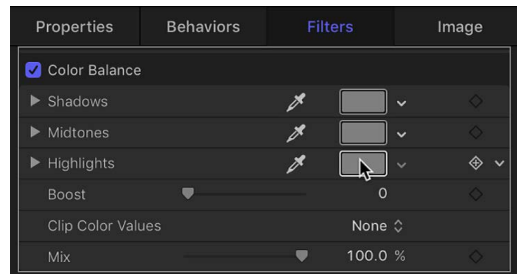 Properties Behaviors Filters Image
Color Balance
Shadows
Midtones
Highlights
Boost 0
Clip Color Values None
Mix 100.0 %